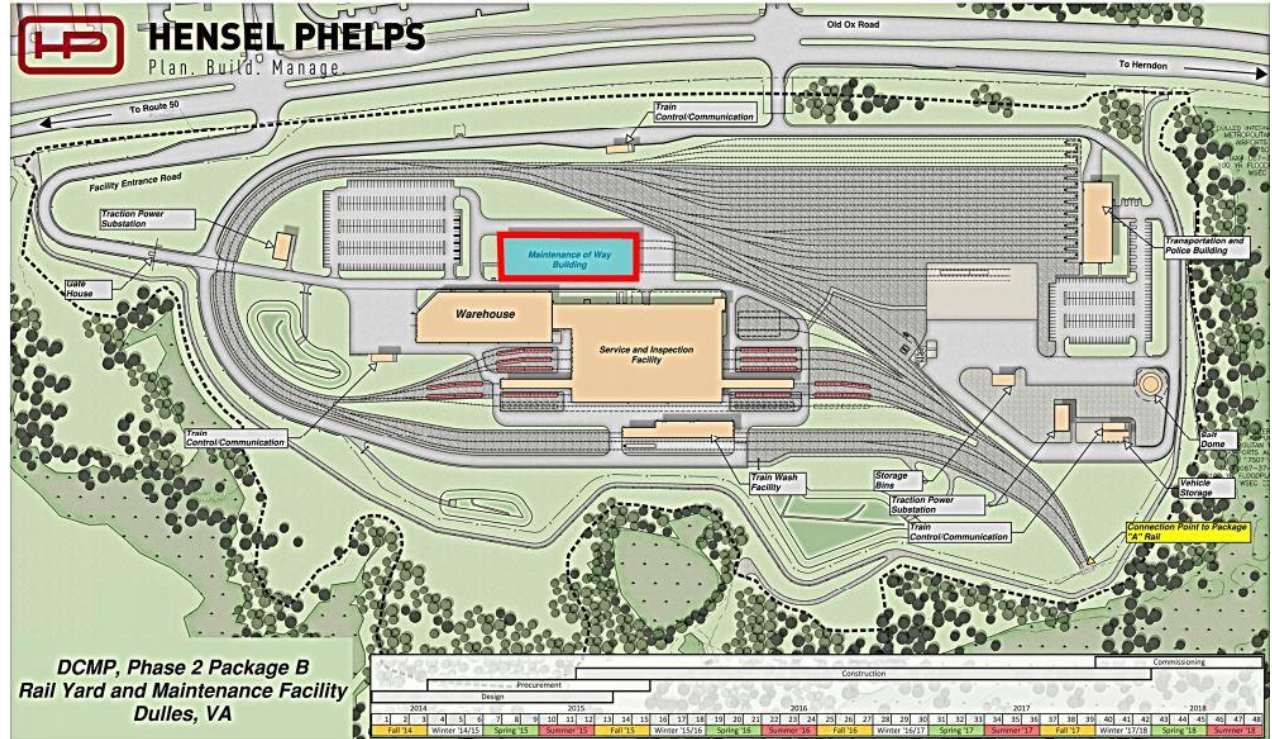 HP
HENSEL PHELPS
Plan. Build. Manage.
Old Ox Road
To Herndon
To Route 50
Train
Control/Communication
Facility Entrance Road
Traction Power
Substation
Maintenance of Way
Building
Transportation and
Police Building
Gate
House
Warehouse
Service and Inspection
Facility
Train
Control/Communication
Train Wash
Facility
Storage
Bins
Traction Power
Substation
Train
Control/Communication
Salt
Dome
Vehicle
Storage
Connection Point to Package
"A" Rail
DCMP, Phase 2 Package B
Rail Yard and Maintenance Facility
Dulles, VA
Commissioning
Construction
Procurement
Design
2014 2015 2016 2017 2018
1 2 3 4 5 6 7 8 9 10 11 12 13 14 15 16 17 18 19 20 21 22 23 24 25 26 27 28 29 30 31 32 33 34 35 36 37 38 39 40 41 42 43 44 45 46 47 48
Fall '14 Winter '14/15 Spring '15 Summer '15 Fall '15 Winter '15/16 Spring '16 Summer '16 Fall '16 Winter '16/17 Spring '17 Summer '17 Fall '17 Winter '17/18 Spring '18 Summer '18